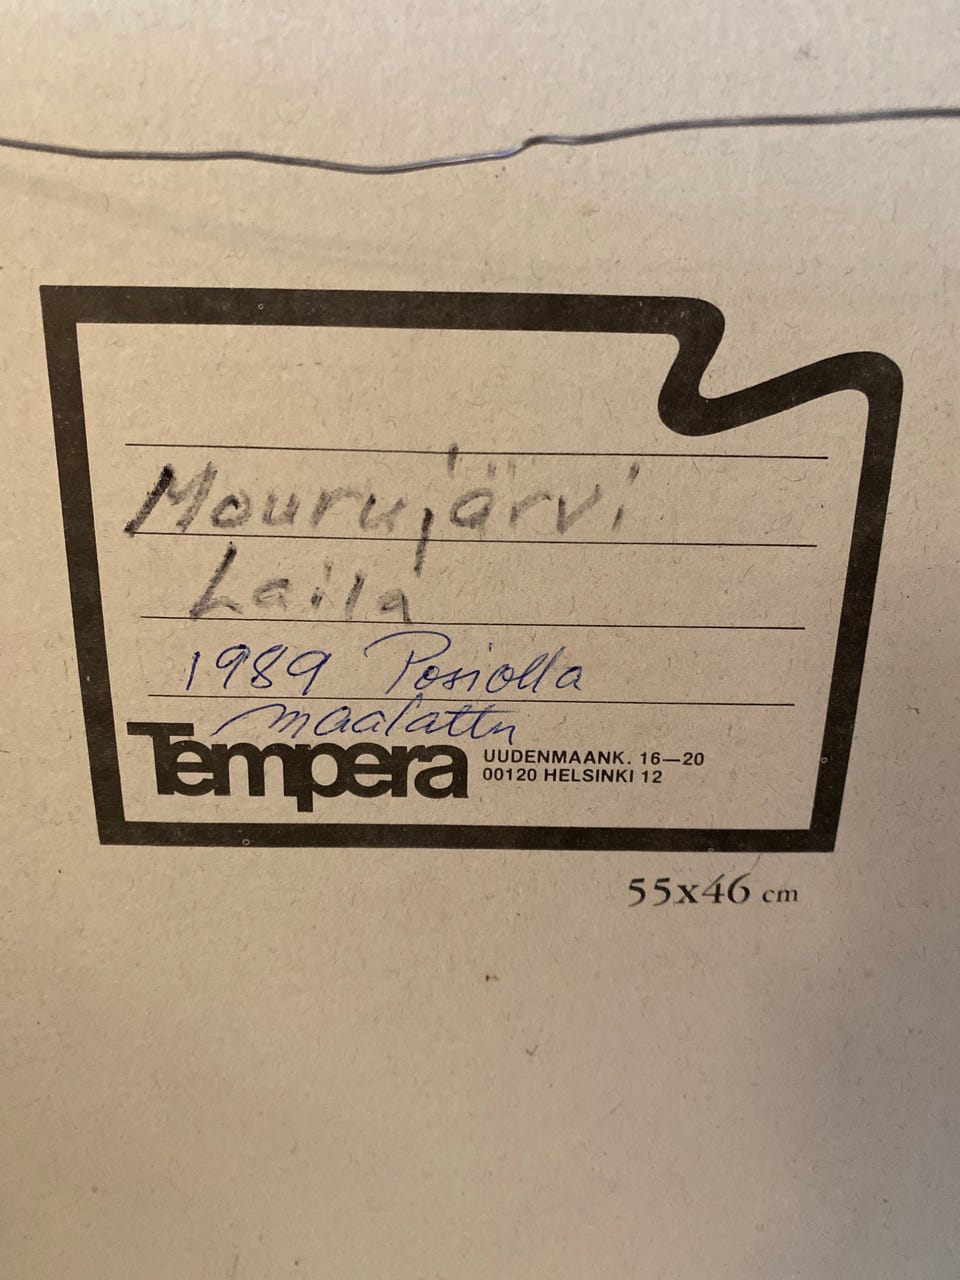 Mourujärvi
Laila
1989 Posiolla
maalattu
Tempera
UUDENMAANK. 16—20
00120 HELSINKI 12
55x46 cm